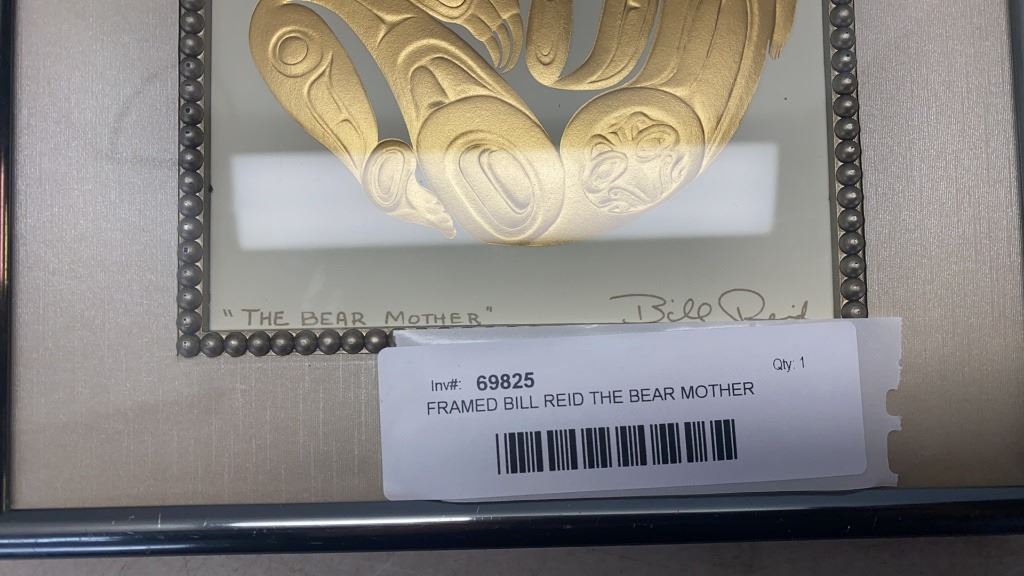 "THE BEAR MOTHER" Bill Reid
Inv#: 69825 Qty: 1
FRAMED BILL REID THE BEAR MOTHER